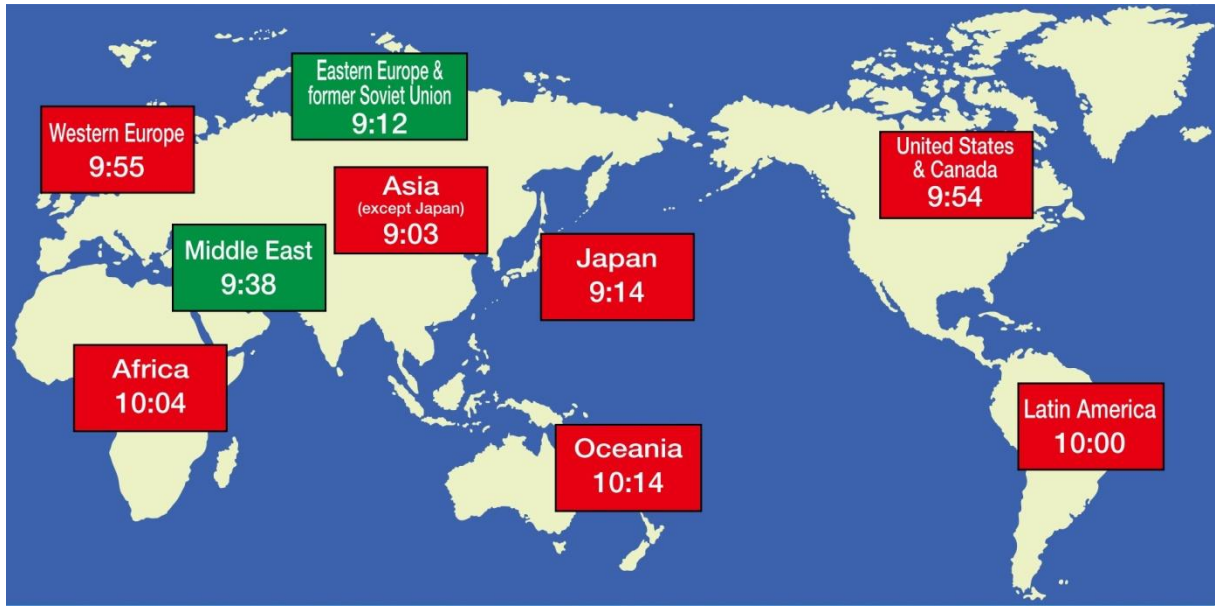 Eastern Europe &
former Soviet Union
9:12
Western Europe
9:55
United States
& Canada
9:54
Asia
(except Japan)
9:03
Middle East
9:38
Japan
9:14
Africa
10:04
Latin America
10:00
Oceania
10:14